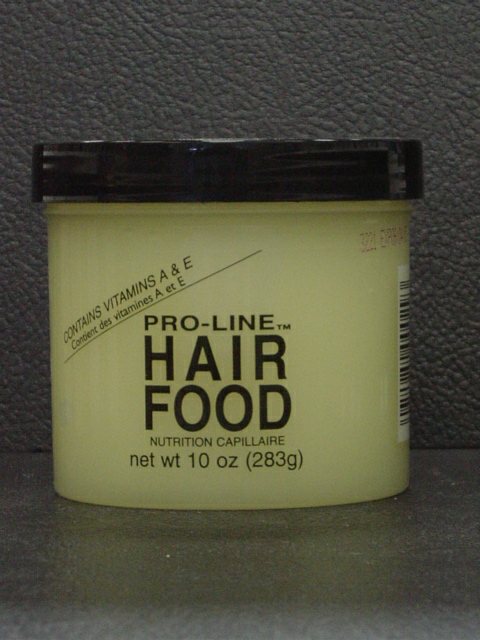 CONTAINS VITAMINS A & E
Contient des vitamines A et E
PRO-LINE™
HAIR
FOOD
NUTRITION CAPILLAIRE
net wt 10 oz (283g)